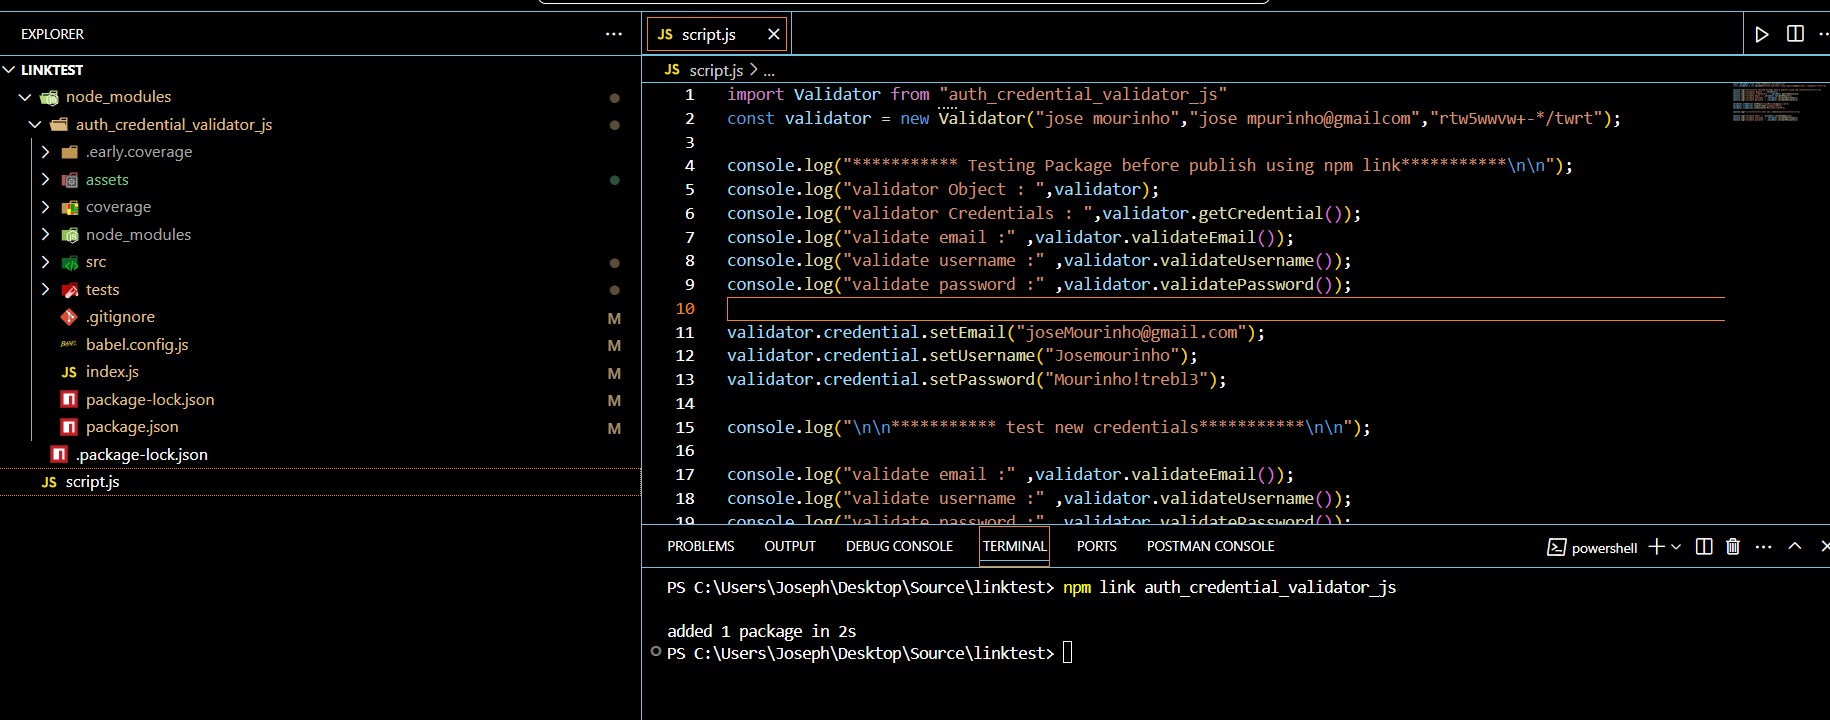 EXPLORER
LINKTEST
node_modules
auth_credential_validator_js
.early.coverage
assets
coverage
node_modules
src
tests
.gitignore M
babel.config.js M
JS index.js M
package-lock.json M
package.json M
.package-lock.json
JS script.js
JS script.js
JS script.js > ...
1 import Validator from "auth_credential_validator_js"
2 const validator = new Validator("jose mourinho","jose mpurinho@gmailcom","rtw5wwvw+-*/twrt");
3
4 console.log("*********** Testing Package before publish using npm link***********\n\n");
5 console.log("validator Object : ",validator);
6 console.log("validator Credentials : ",validator.getCredential());
7 console.log("validate email :" ,validator.validateEmail());
8 console.log("validate username :" ,validator.validateUsername());
9 console.log("validate password :" ,validator.validatePassword());
10
11 validator.credential.setEmail("joseMourinho@gmail.com");
12 validator.credential.setUsername("Josemourinho");
13 validator.credential.setPassword("Mourinho!trebl3");
14
15 console.log("\n\n*********** test new credentials***********\n\n");
16
17 console.log("validate email :" ,validator.validateEmail());
18 console.log("validate username :" ,validator.validateUsername());
19 console.log("validate password :" ,validator.validatePassword());
PROBLEMS OUTPUT DEBUG CONSOLE TERMINAL PORTS POSTMAN CONSOLE
powershell
PS C:\Users\Joseph\Desktop\Source\linktest> npm link auth_credential_validator_js
added 1 package in 2s
PS C:\Users\Joseph\Desktop\Source\linktest>